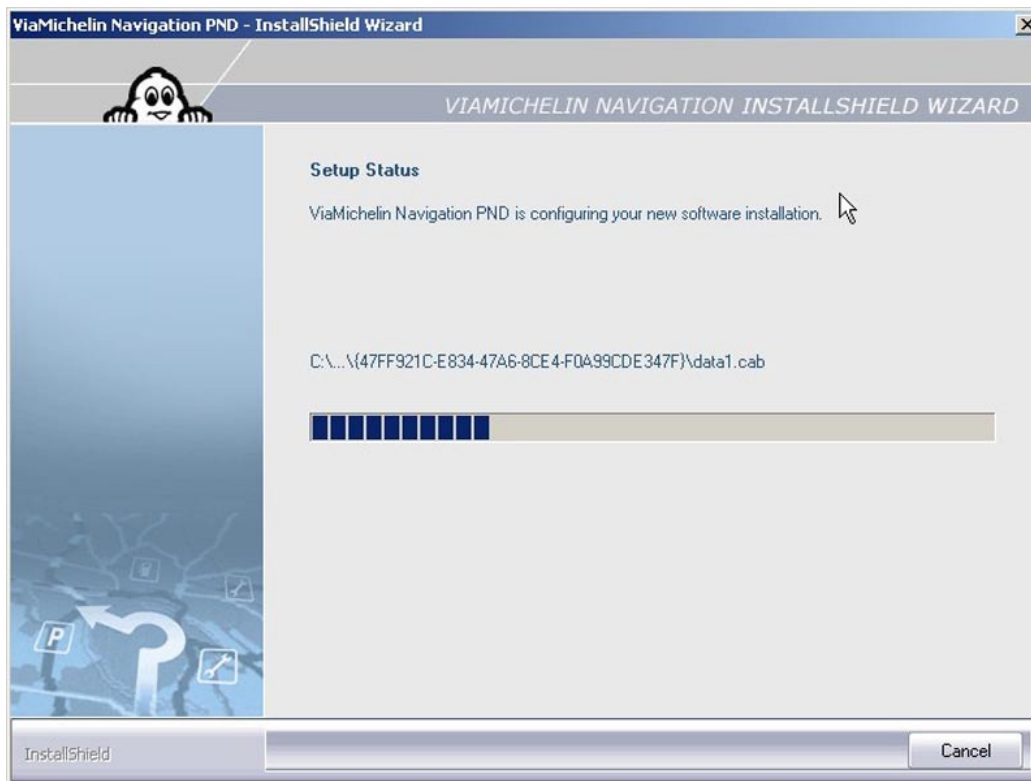 ViaMichelin Navigation PND - InstallShield Wizard
VIAMICHELIN NAVIGATION INSTALLSHIELD WIZARD
Setup Status
ViaMichelin Navigation PND is configuring your new software installation.
C:\...\{47FF921C-E834-47A6-8CE4-F0A99CDE347F}\data1.cab
P
InstallShield
Cancel